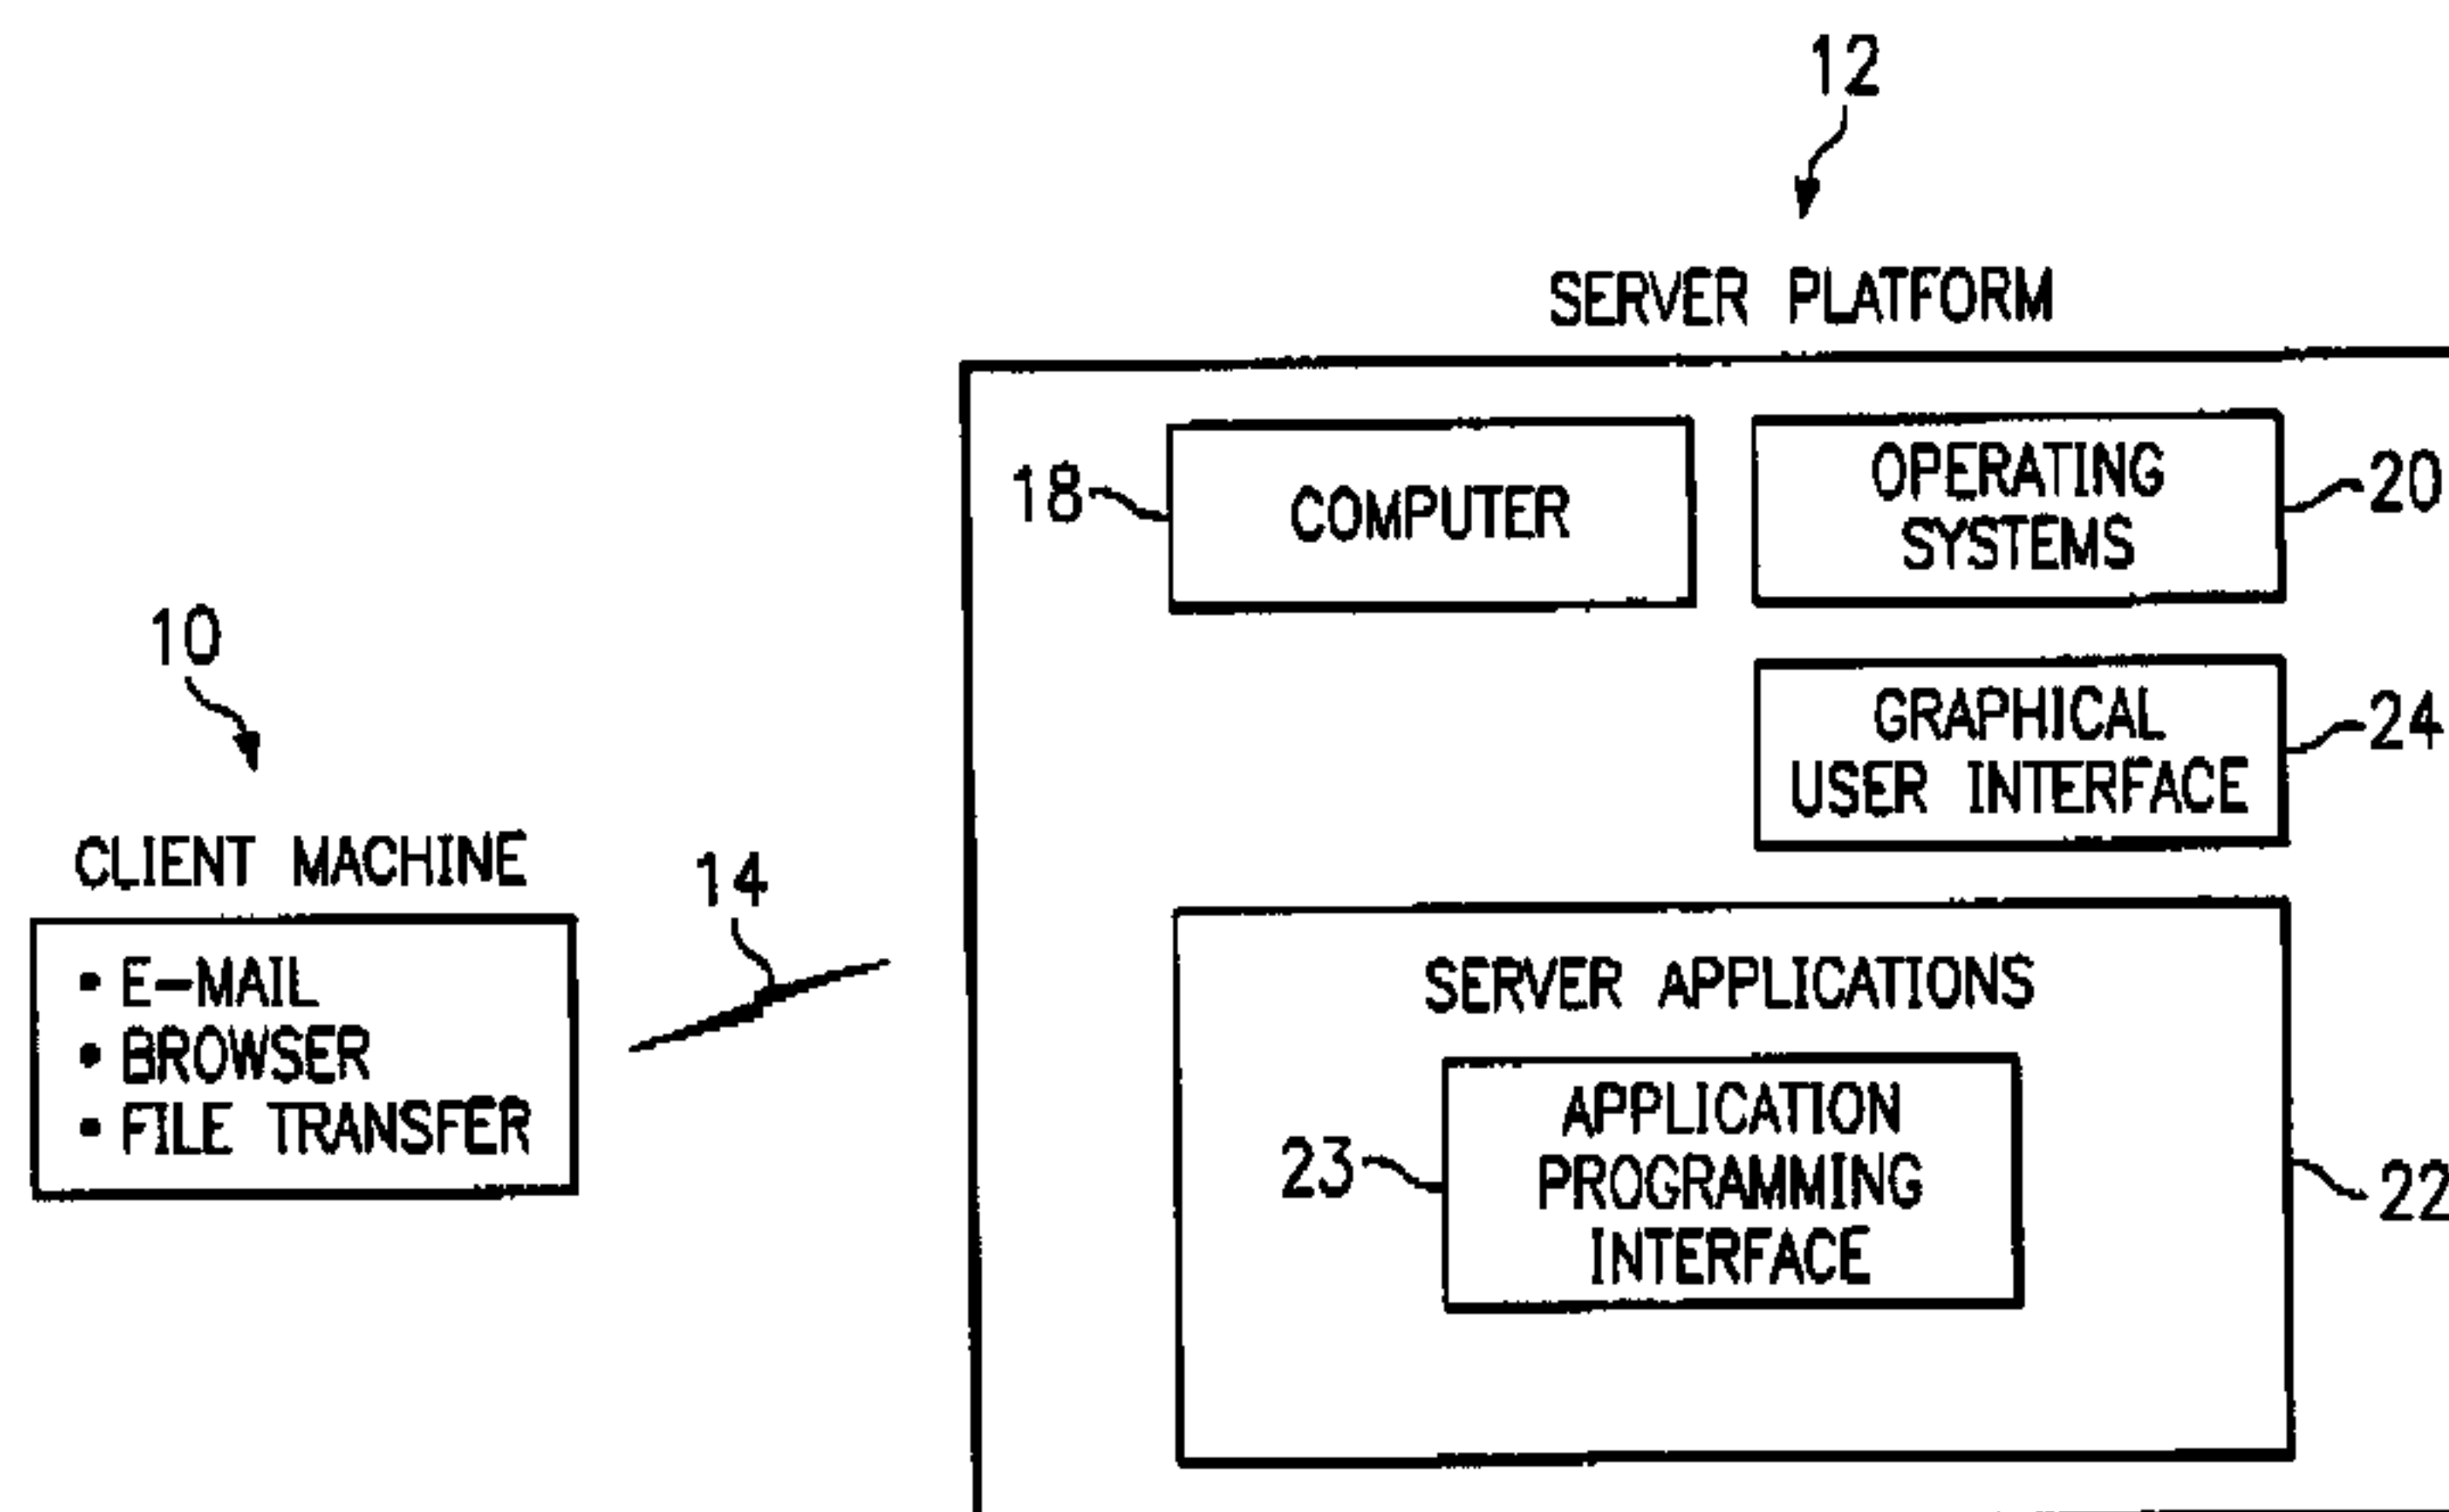 12
SERVER PLATFORM
18
COMPUTER
OPERATING
SYSTEMS
20
10
GRAPHICAL
USER INTERFACE
24
CLIENT MACHINE
14
• E-MAIL
• BROWSER
• FILE TRANSFER
SERVER APPLICATIONS
23
APPLICATION
PROGRAMMING
INTERFACE
22